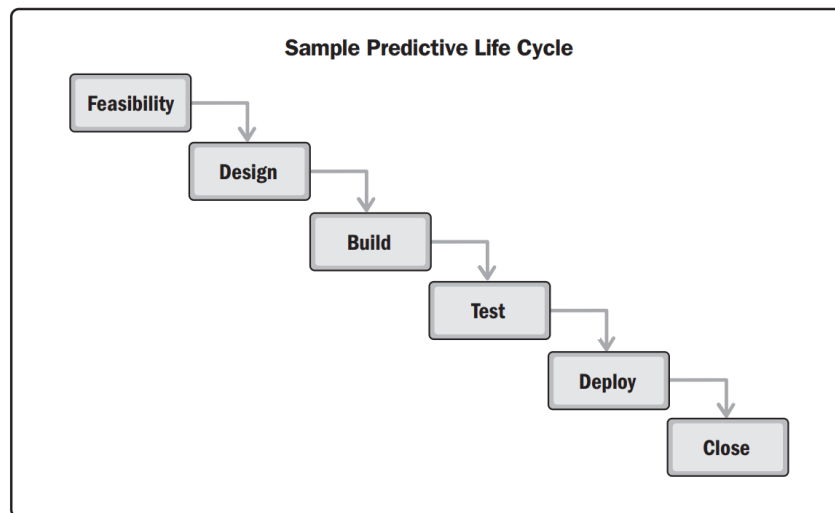 Sample Predictive Life Cycle
Feasibility
Design
Build
Test
Deploy
Close